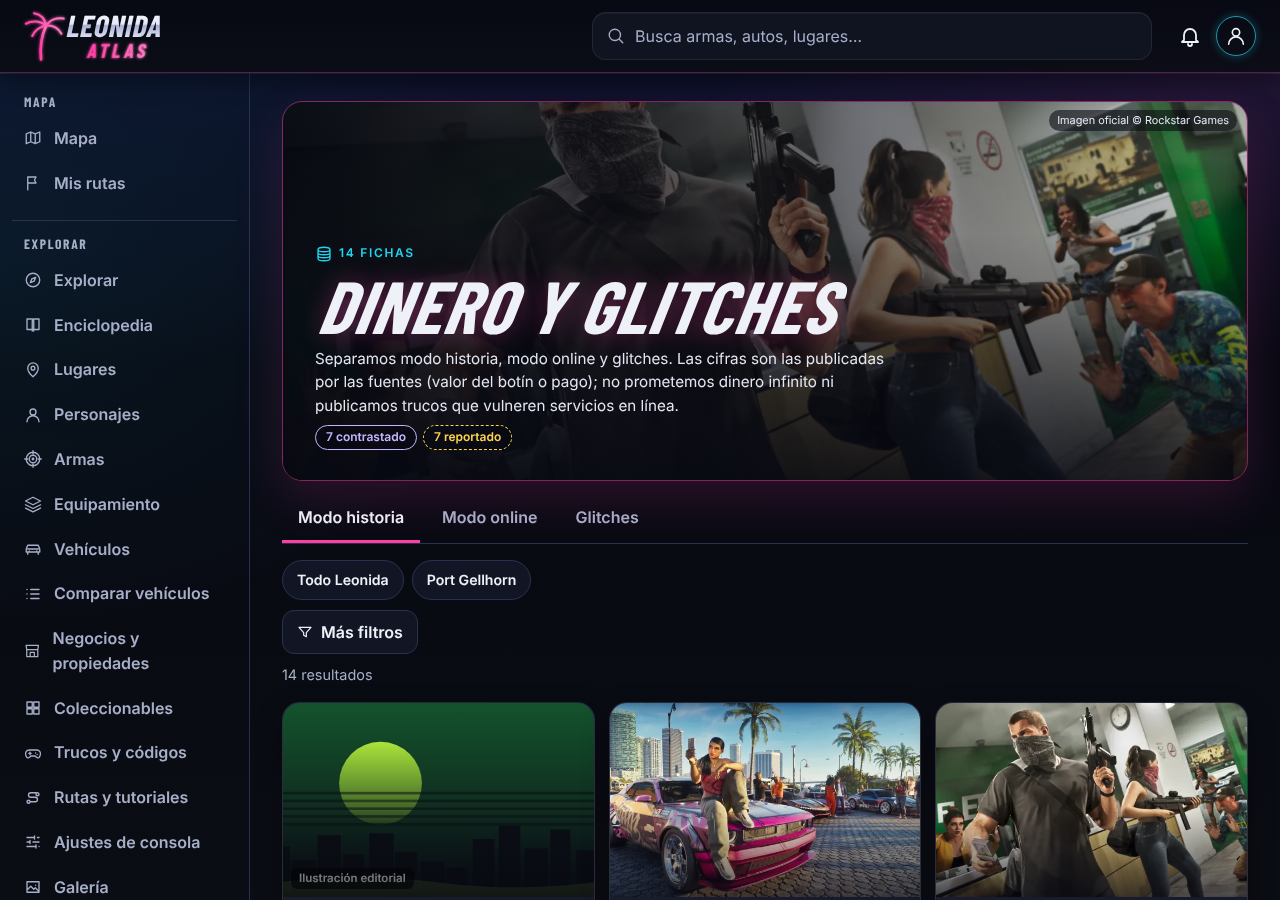 LEONIDA
ATLAS
Busca armas, autos, lugares...
MAPA
Mapa
Mis rutas
EXPLORAR
Explorar
Enciclopedia
Lugares
Personajes
Armas
Equipamiento
Vehículos
Comparar vehículos
Negocios y
propiedades
Coleccionables
Trucos y códigos
Rutas y tutoriales
Ajustes de consola
Galería
Imagen oficial © Rockstar Games
14 FICHAS
DINERO Y GLITCHES
Separamos modo historia, modo online y glitches. Las cifras son las publicadas
por las fuentes (valor del botín o pago); no prometemos dinero infinito ni
publicamos trucos que vulneren servicios en línea.
7 contrastado
7 reportado
Modo historia
Modo online
Glitches
Todo Leonida
Port Gellhorn
Más filtros
14 resultados
Ilustración editorial